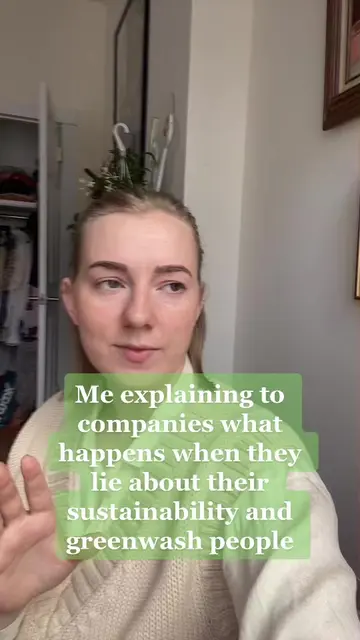 Me explaining to
companies what
happens when they
lie about their
sustainability and
greenwash people